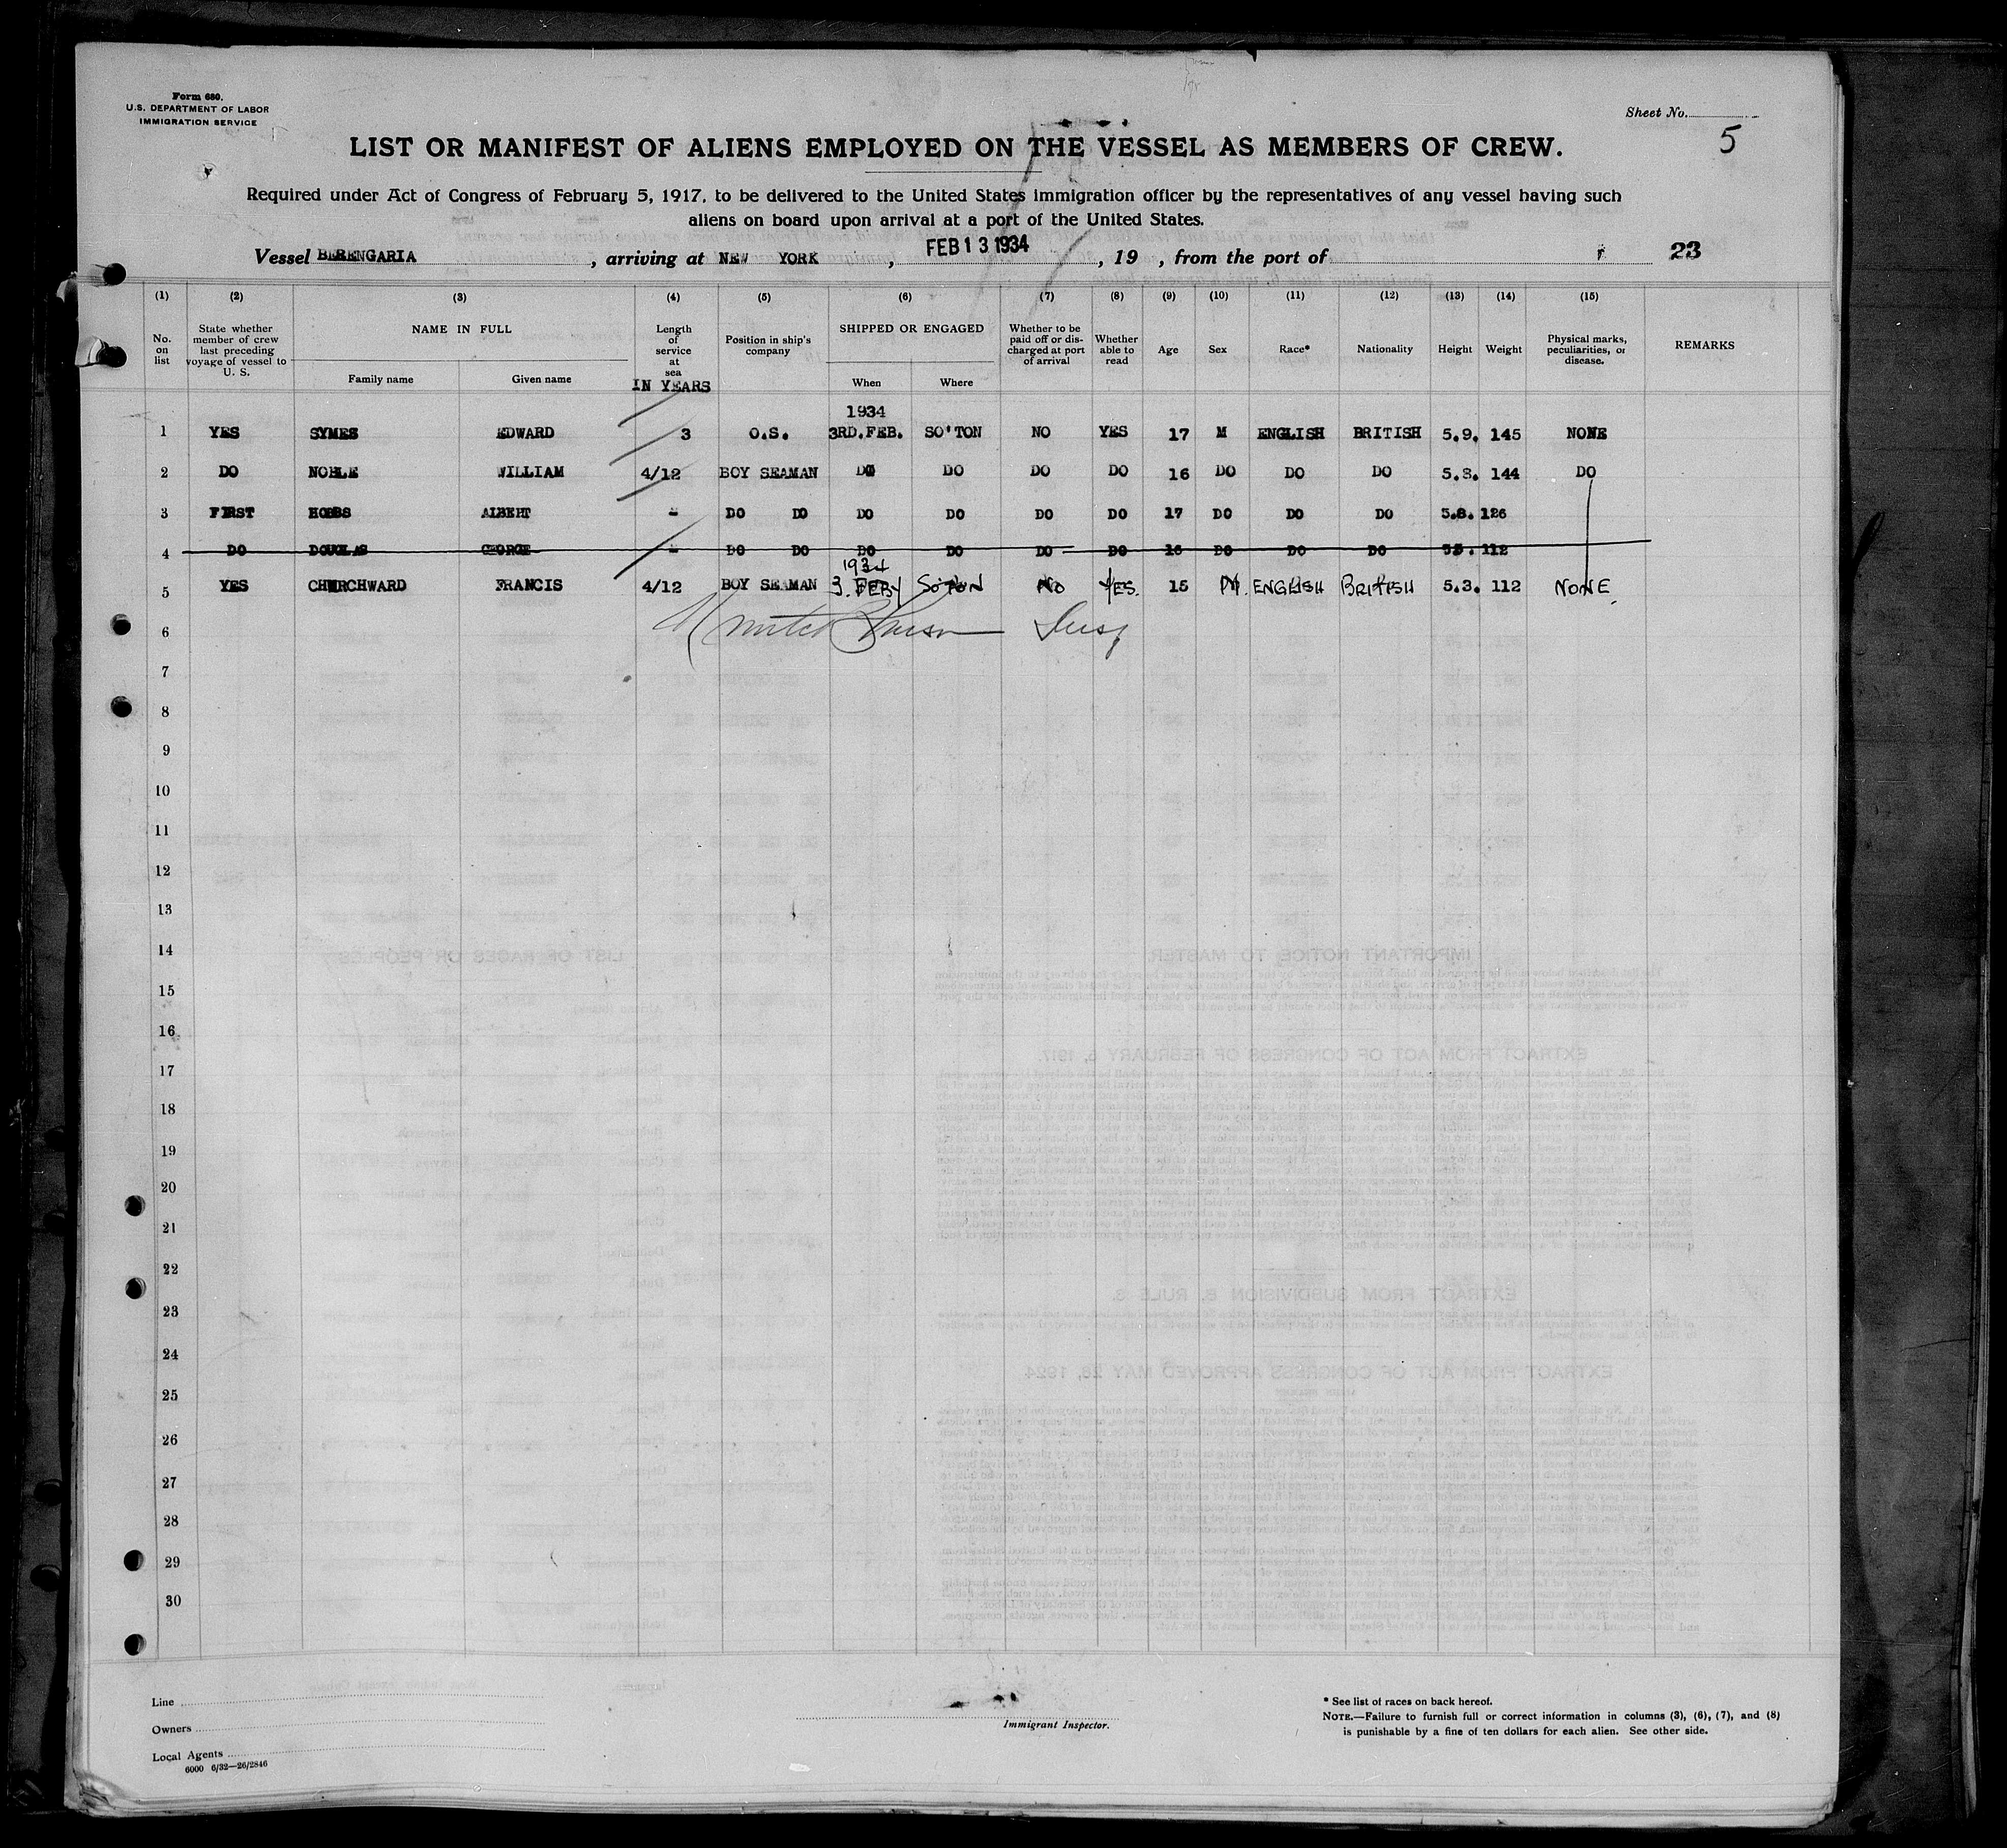 Form 680.
U.S. DEPARTMENT OF LABOR
IMMIGRATION SERVICE
Sheet No.
5
LIST OR MANIFEST OF ALIENS EMPLOYED ON THE VESSEL AS MEMBERS OF CREW.
Required under Act of Congress of February 5, 1917, to be delivered to the United States immigration officer by the representatives of any vessel having such
aliens on board upon arrival at a port of the United States.
Vessel BERENGARIA, arriving at NEW YORK, FEB 13 1934, 19 , from the port of 23
(1) (2) (3) (4) (5) (6) (7) (8) (9) (10) (11) (12) (13) (14) (15)
No. on list
State whether member of crew last preceding voyage of vessel to U. S.
NAME IN FULL
Family name
Given name
Length of service at sea
IN YEARS
Position in ship's company
SHIPPED OR ENGAGED
When
Where
Whether to be paid off or discharged at port of arrival
Whether able to read
Age
Sex
Race*
Nationality
Height
Weight
Physical marks, peculiarities, or disease.
REMARKS
1934
1 YES SYMES EDWARD 3 O.S. 3RD.FEB. SO'TON NO YES 17 M ENGLISH BRITISH 5.9. 145 NONE
2 DO NOBLE WILLIAM 4/12 BOY SEAMAN DO DO DO DO 16 DO DO DO 5.8. 144 DO
3 FIRST HOBBS ALBERT - DO DO DO DO DO DO 17 DO DO DO 5.8. 126
4 DO DOUGLAS GEORGE - DO DO DO DO DO DO 16 DO DO DO 112
1934
5 YES CHURCHWARD FRANCIS 4/12 BOY SEAMAN 3. FEBY SO'TON NO YES. 15 M. ENGLISH BRITISH 5.3. 112 NONE
6
7
8
9
10
11
12
13
14
15
16
17
18
19
20
21
22
23
24
25
26
27
28
29
30
Line
Owners
Local Agents
6000 6/32—26/2846
Immigrant Inspector.
* See list of races on back hereof.
NOTE.—Failure to furnish full or correct information in columns (3), (6), (7), and (8)
is punishable by a fine of ten dollars for each alien. See other side.